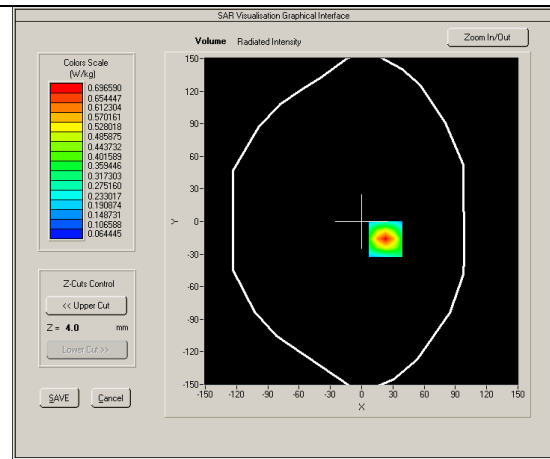 SAR Visualisation Graphical Interface
Volume Radiated Intensity
Zoom In/Out
Colors Scale
(W/kg)
0.696590
0.654447
0.612304
0.570161
0.528018
0.485875
0.443732
0.401589
0.359446
0.317303
0.275160
0.233017
0.190874
0.148731
0.106588
0.064445
Z-Cuts Control
<< Upper Cut
Z = 4.0 mm
Lower Cut >>
SAVE Cancel
150
120
90
60
30
0
-30
-60
-90
-120
-150
Y
-150 -120 -90 -60 -30 0 30 60 90 120 150
X